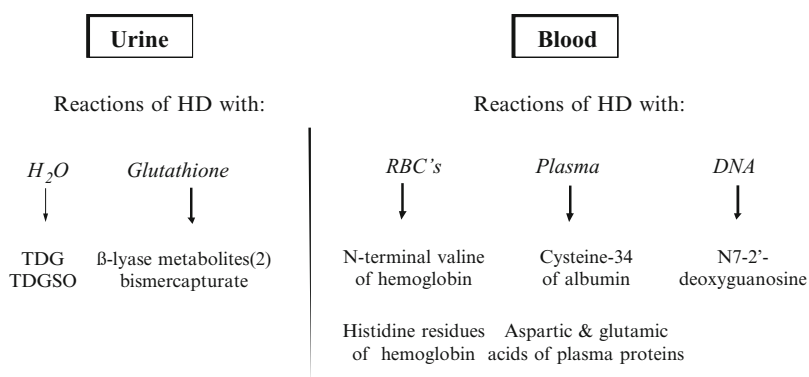 Urine
Blood
Reactions of HD with:
Reactions of HD with:
H₂O
Glutathione
RBC's
Plasma
DNA
TDG
TDGSO
ß-lyase metabolites(2)
bismercapturate
N-terminal valine
of hemoglobin
Cysteine-34
of albumin
N7-2'-
deoxyguanosine
Histidine residues
of hemoglobin
Aspartic & glutamic
acids of plasma proteins